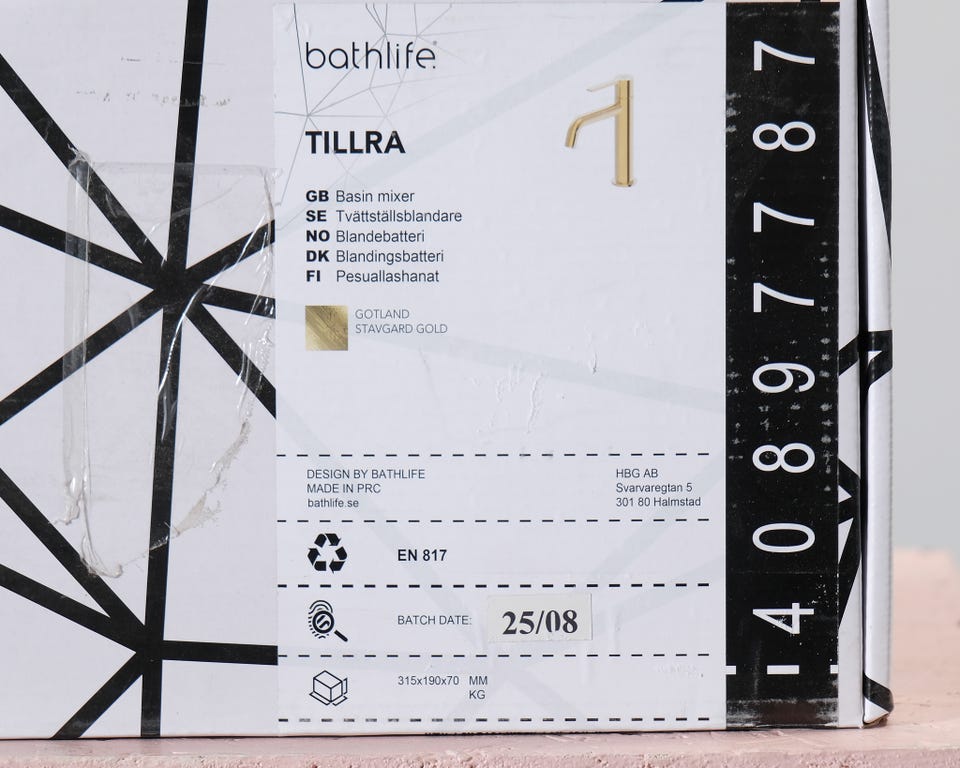 bathlife
TILLRA
GB Basin mixer
SE Tvättställsblandare
NO Blandebatteri
DK Blandingsbatteri
FI Pesuallashanat
GOTLAND
STAVGARD GOLD
DESIGN BY BATHLIFE
MADE IN PRC
bathlife.se
HBG AB
Svarvaregtan 5
301 80 Halmstad
EN 817
BATCH DATE: 25/08
315x190x70 MM
KG
40897787